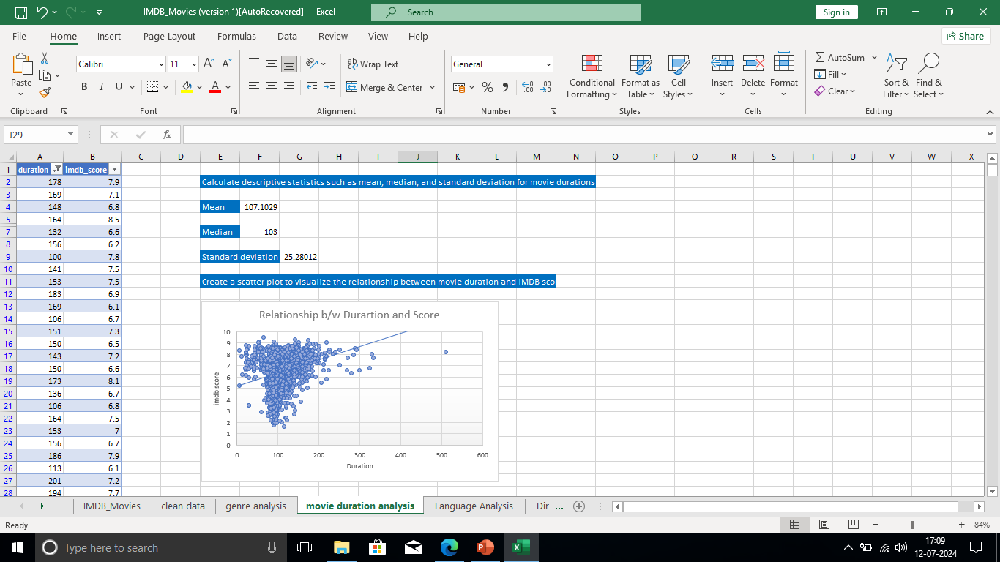 IMDB_Movies (version 1)[AutoRecovered] - Excel
Search
Sign in
File Home Insert Page Layout Formulas Data Review View Help
Share
Paste
Calibri 11
B I U
A A
Wrap Text
Merge & Center
General
%
Conditional Formatting
Format as Table
Cell Styles
Insert Delete Format
AutoSum
Fill
Clear
Sort & Filter
Find & Select
Clipboard Font Alignment Number Styles Cells Editing
J29 fx
A B C D E F G H I J K L M N O P Q R S T U V W X
1 duration imdb_score
2 178 7.9 Calculate descriptive statistics such as mean, median, and standard deviation for movie durations
3 169 7.1
4 148 6.8 Mean 107.1029
5 164 8.5
7 132 6.6 Median 103
8 156 6.2
9 100 7.8 Standard deviation 25.28012
10 141 7.5
11 153 7.5 Create a scatter plot to visualize the relationship between movie duration and IMDB sco
12 183 6.9
13 169 6.1
14 106 6.7
15 151 7.3
16 150 6.5
17 143 7.2
18 150 6.6
19 173 8.1
20 136 6.7
21 106 6.8
22 164 7.5
23 153 7
24 156 6.7
25 186 7.9
26 113 6.1
27 201 7.2
28 194 7.7
Relationship b/w Durartion and Score
imdb score
10
9
8
7
6
5
4
3
2
1
0
0 100 200 300 400 500 600
Duration
IMDB_Movies clean data genre analysis movie duration analysis Language Analysis Dir ...
Ready
84%
Type here to search
17:09
12-07-2024